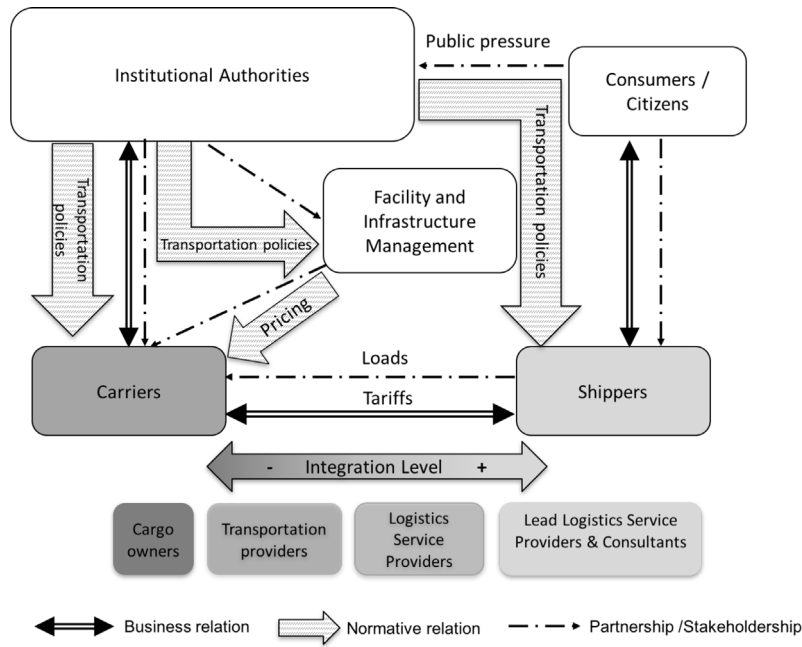 Public pressure
Institutional Authorities
Consumers /
Citizens
Transportation
policies
Transportation policies
Facility and
Infrastructure
Management
Transportation policies
Pricing
Loads
Carriers
Tariffs
Shippers
- Integration Level +
Cargo
owners
Transportation
providers
Logistics
Service
Providers
Lead Logistics Service
Providers & Consultants
Business relation
Normative relation
Partnership /Stakeholdership